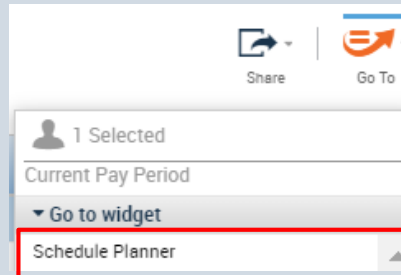 Share
Go To
1 Selected
Current Pay Period
Go to widget
Schedule Planner